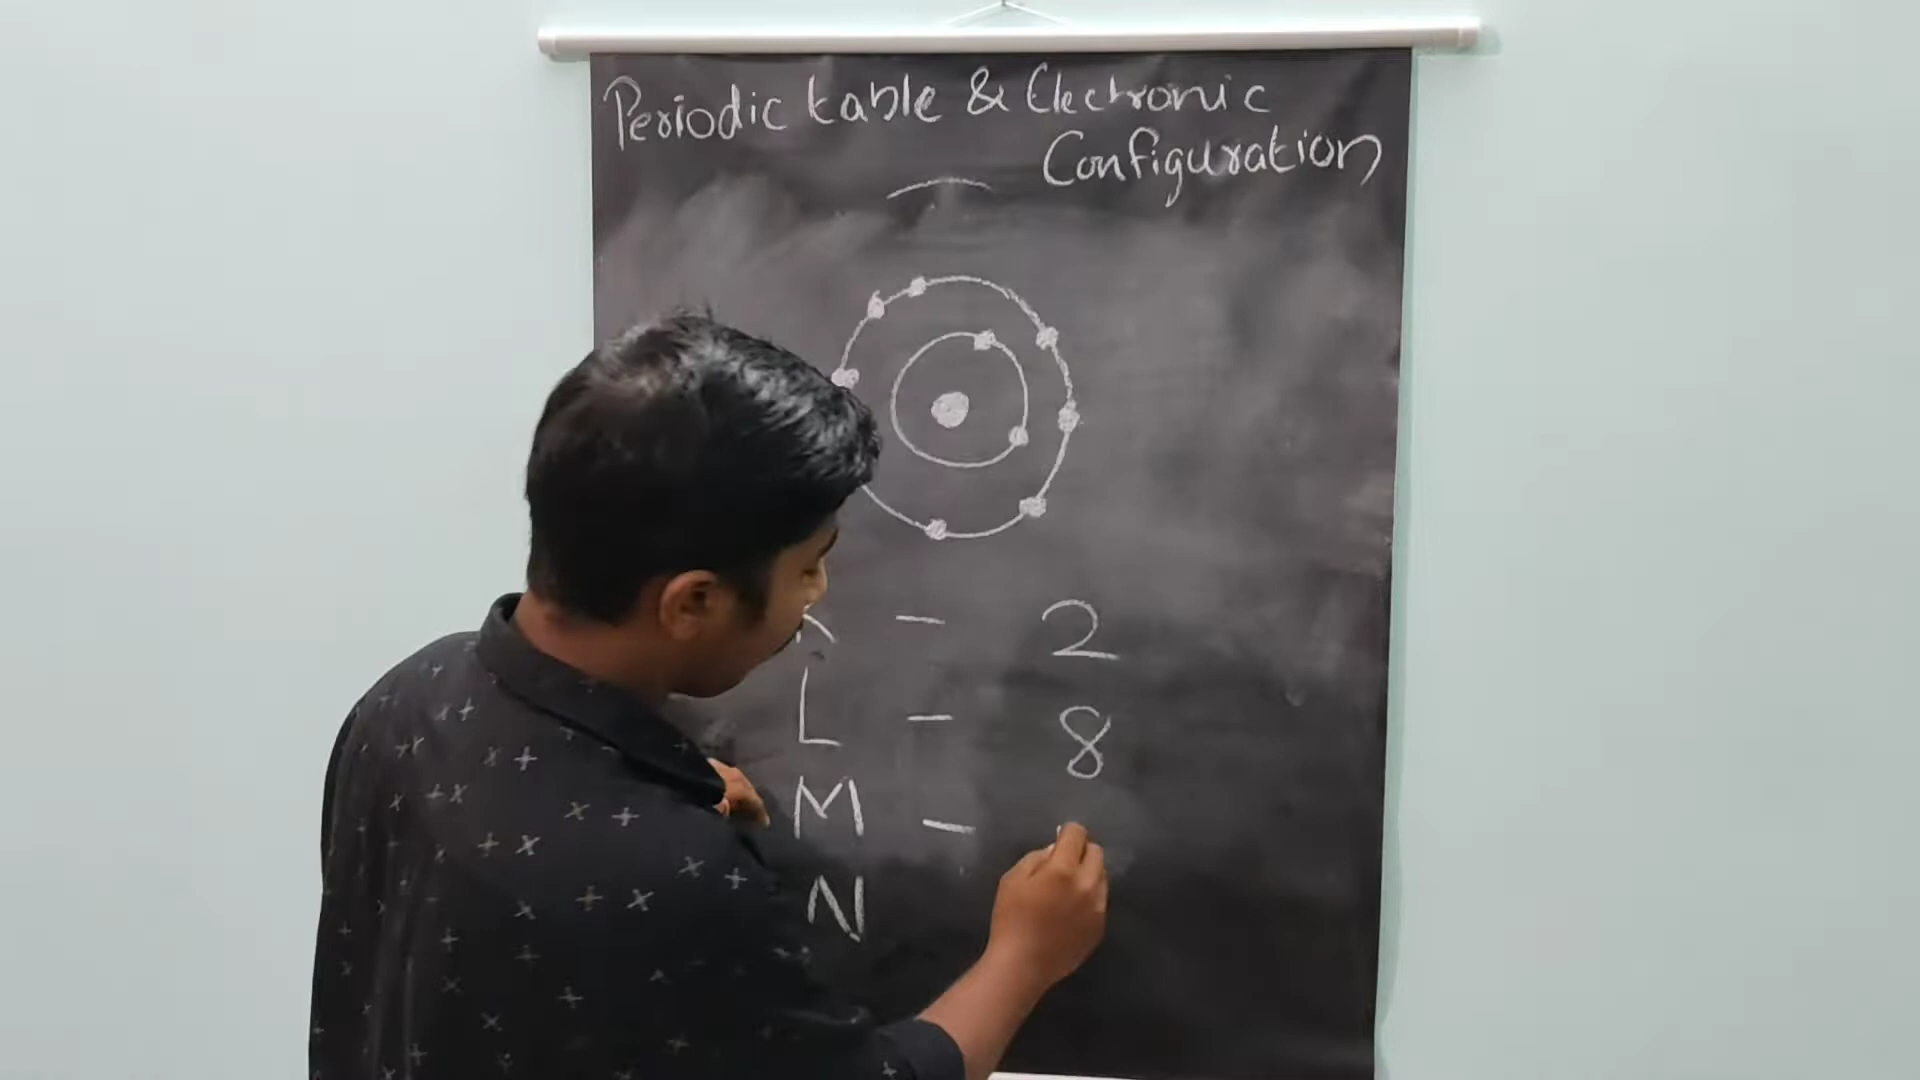 Periodic table & Electronic
Configuration
- 2
L - 8
M -
N